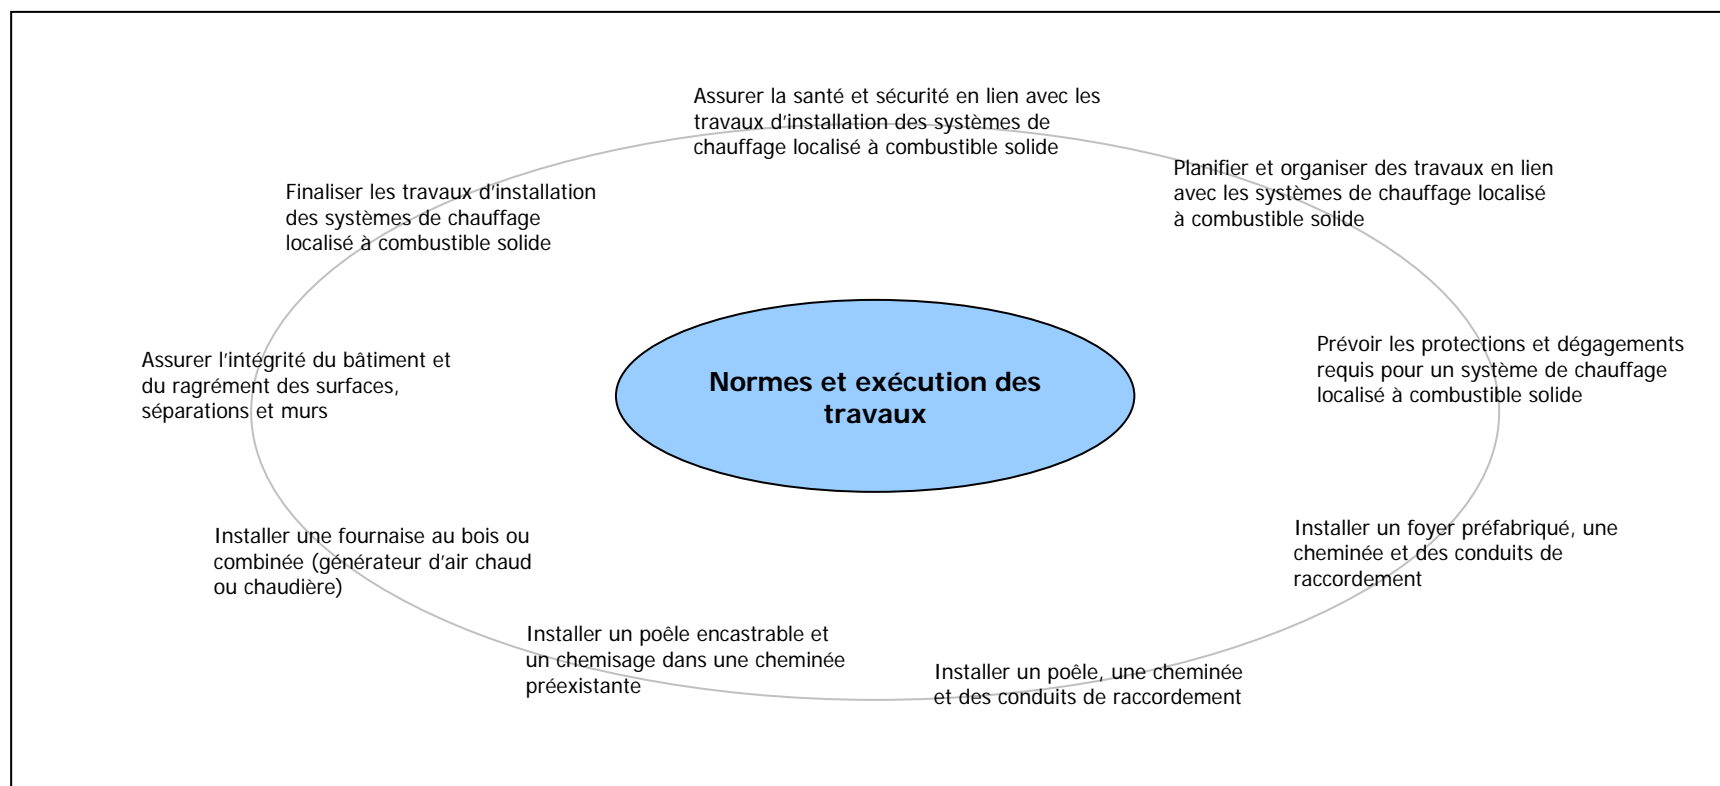 Assurer la santé et sécurité en lien avec les
travaux d'installation des systèmes de
chauffage localisé à combustible solide
Planifier et organiser des travaux en lien
avec les systèmes de chauffage localisé
à combustible solide
Finaliser les travaux d'installation
des systèmes de chauffage
localisé à combustible solide
Prévoir les protections et dégagements
requis pour un système de chauffage
localisé à combustible solide
Assurer l'intégrité du bâtiment et
du ragrément des surfaces,
séparations et murs
Normes et exécution des
travaux
Installer un foyer préfabriqué, une
cheminée et des conduits de
raccordement
Installer une fournaise au bois ou
combinée (générateur d'air chaud
ou chaudière)
Installer un poêle encastrable et
un chemisage dans une cheminée
préexistante
Installer un poêle, une cheminée
et des conduits de raccordement